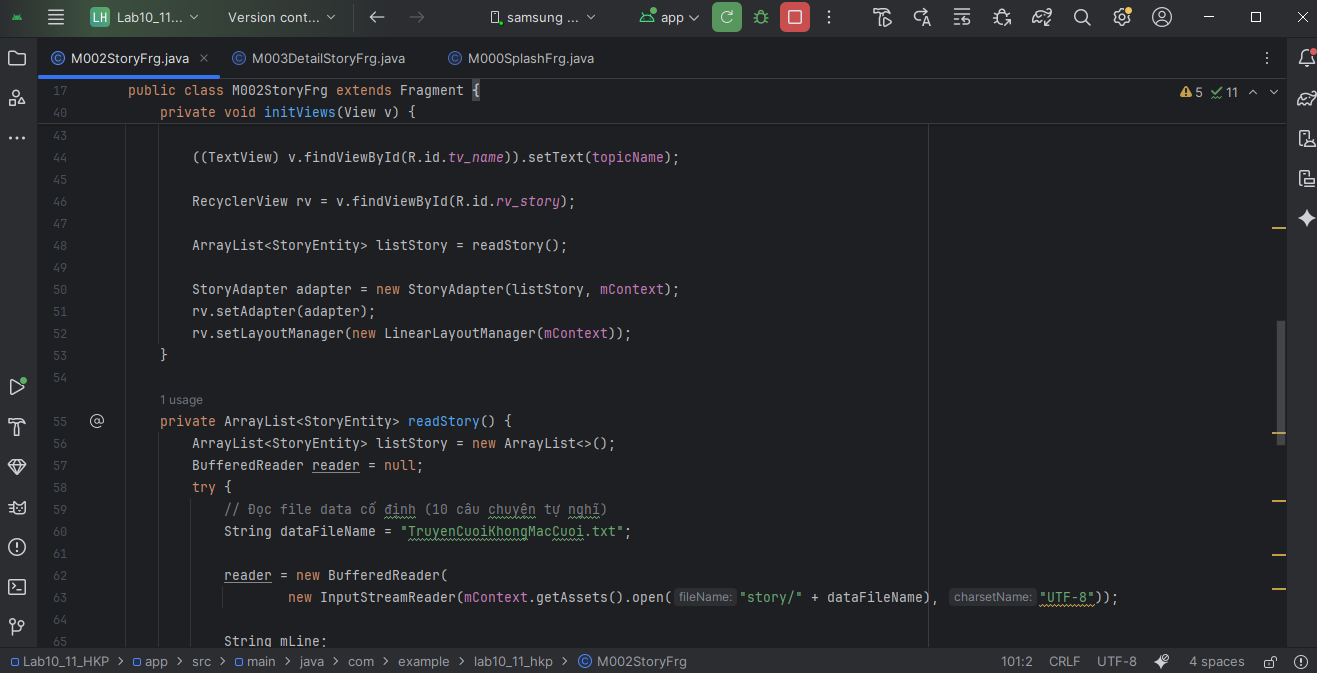 LH Lab10_11... Version cont... samsung ... app
M002StoryFrg.java M003DetailStoryFrg.java M000SplashFrg.java
17 public class M002StoryFrg extends Fragment { 5 11
40 private void initViews(View v) {
43
44 ((TextView) v.findViewById(R.id.tv_name)).setText(topicName);
45
46 RecyclerView rv = v.findViewById(R.id.rv_story);
47
48 ArrayList<StoryEntity> listStory = readStory();
49
50 StoryAdapter adapter = new StoryAdapter(listStory, mContext);
51 rv.setAdapter(adapter);
52 rv.setLayoutManager(new LinearLayoutManager(mContext));
53 }
54
1 usage
55 private ArrayList<StoryEntity> readStory() {
56 ArrayList<StoryEntity> listStory = new ArrayList<>();
57 BufferedReader reader = null;
58 try {
59 // Đọc file data cố định (10 câu chuyện tự nghĩ)
60 String dataFileName = "TruyenCuoiKhongMacCuoi.txt";
61
62 reader = new BufferedReader(
63 new InputStreamReader(mContext.getAssets().open( fileName: "story/" + dataFileName), charsetName: "UTF-8"));
64
65 String mLine;
Lab10_11_HKP > app > src > main > java > com > example > lab10_11_hkp > M002StoryFrg 101:2 CRLF UTF-8 4 spaces